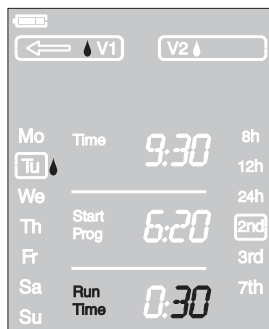 V1 V2
Mo Time 9:30 8h
Tu 12h
We 24h
Th Start Prog 6:20 2nd
Fr 3rd
Sa Run Time 0:30 7th
Su